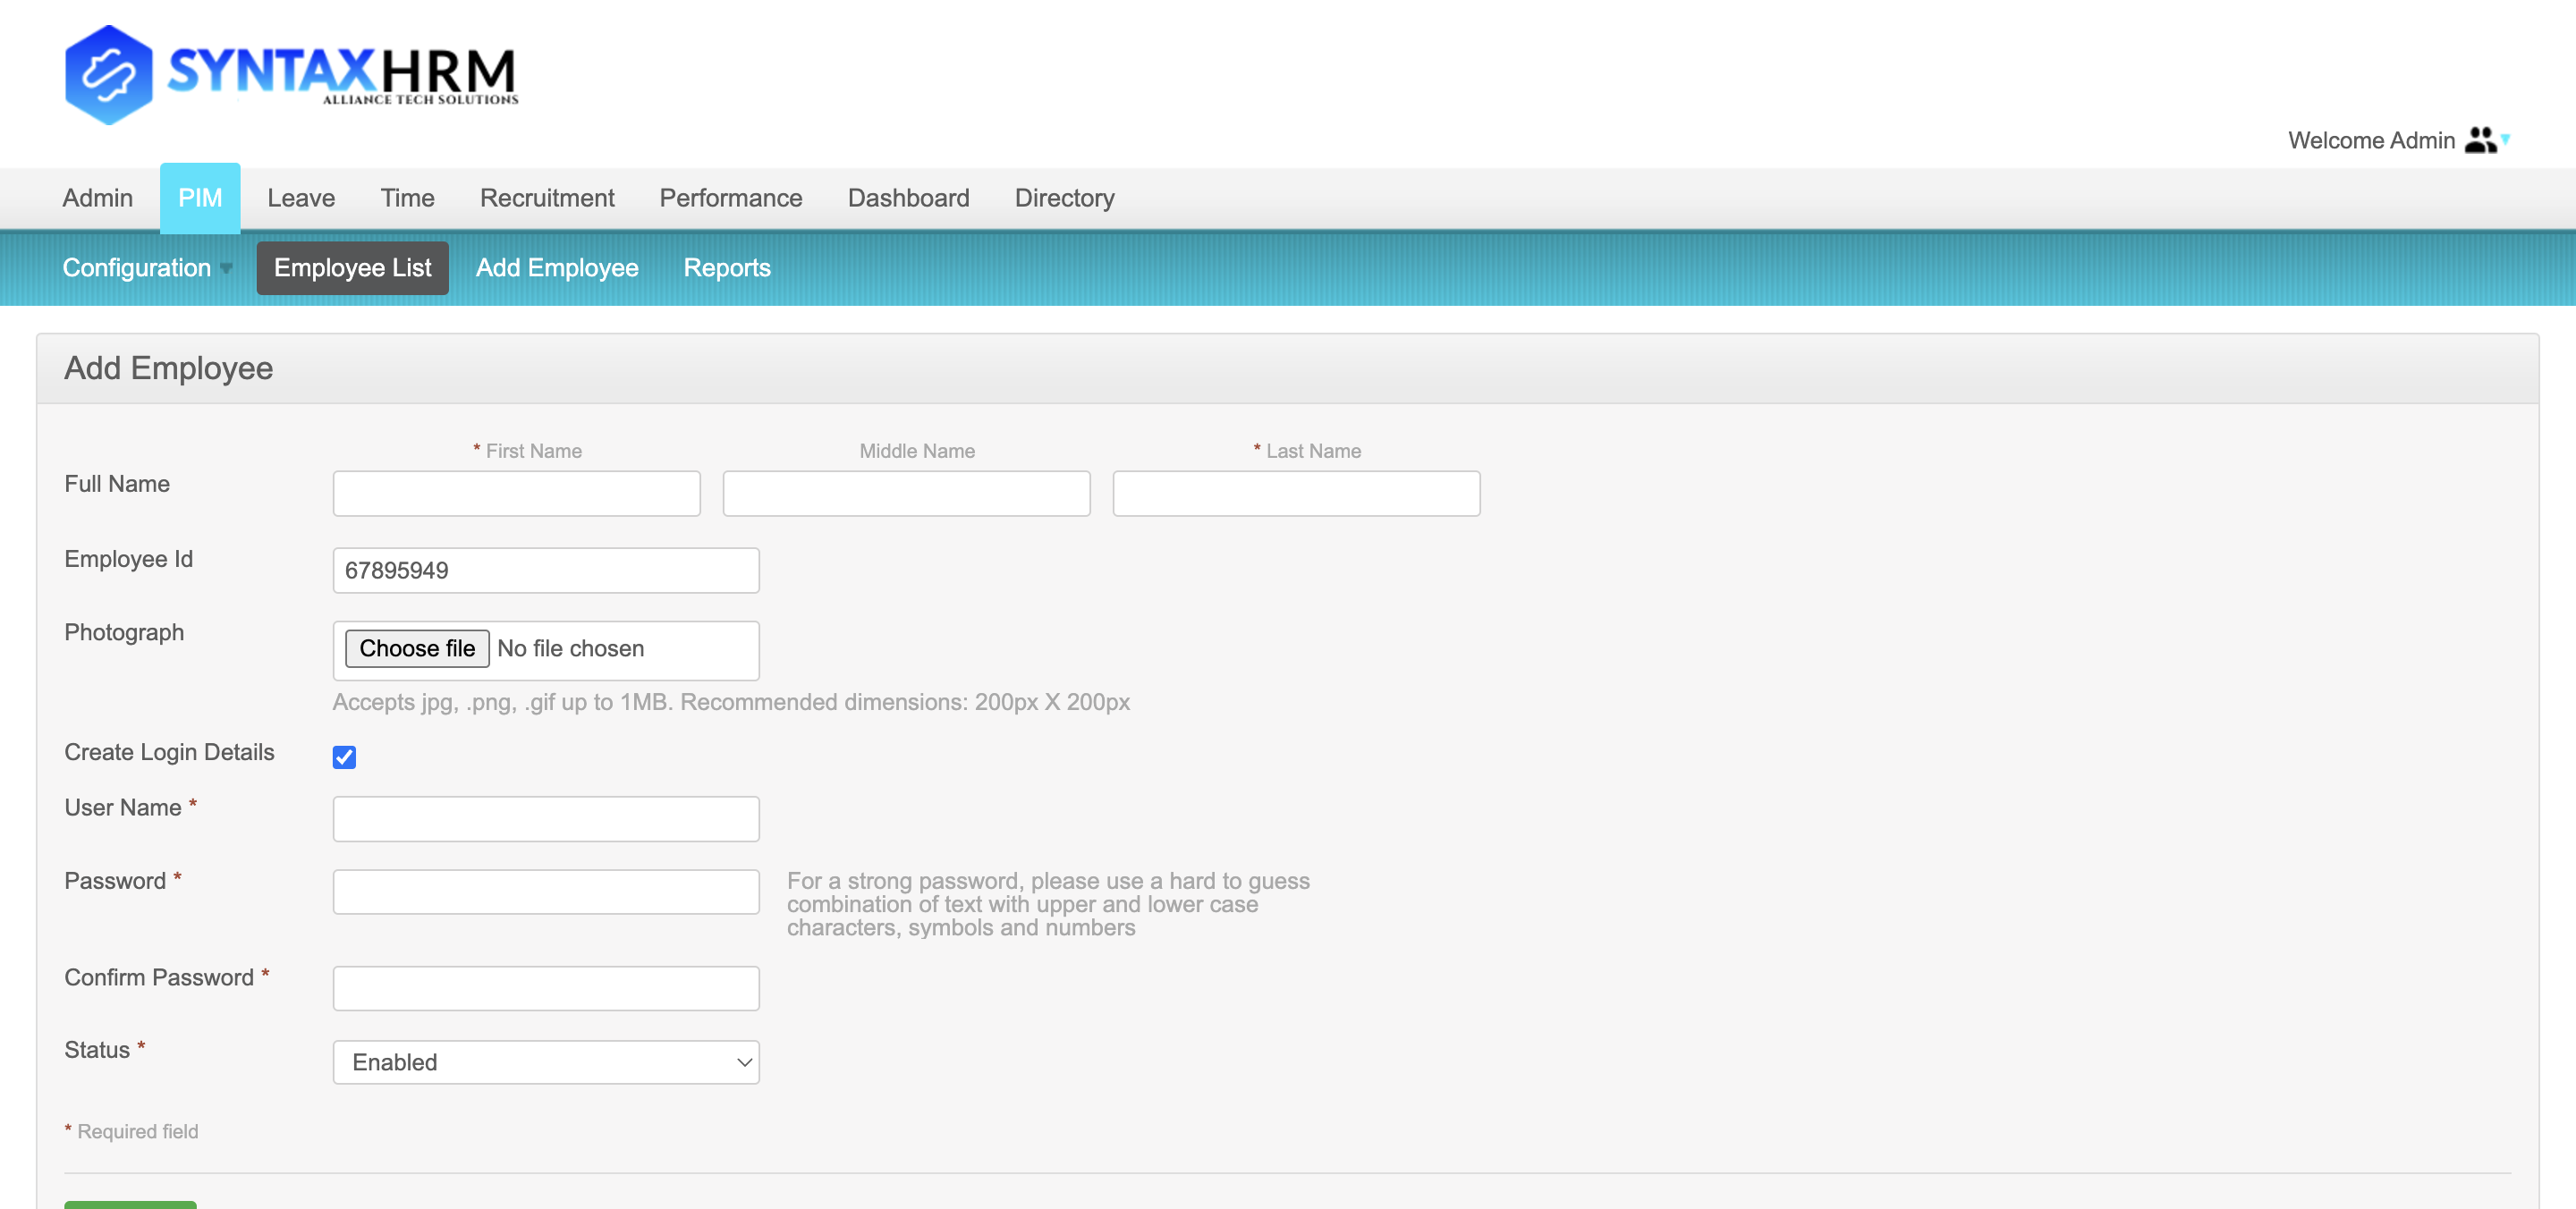 SYNTAXHRM
ALLIANCE TECH SOLUTIONS
Welcome Admin
Admin PIM Leave Time Recruitment Performance Dashboard Directory
Configuration Employee List Add Employee Reports
Add Employee
* First Name Middle Name * Last Name
Full Name
Employee Id 67895949
Photograph Choose file No file chosen
Accepts jpg, .png, .gif up to 1MB. Recommended dimensions: 200px X 200px
Create Login Details
User Name *
Password * For a strong password, please use a hard to guess
combination of text with upper and lower case
characters, symbols and numbers
Confirm Password *
Status * Enabled
* Required field